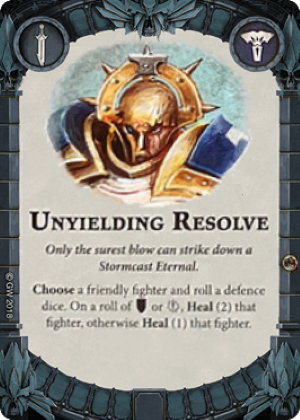 UNYIELDING RESOLVE
Only the surest blow can strike down a
Stormcast Eternal.
Choose a friendly fighter and roll a defence
dice. On a roll of or , Heal (2) that
fighter, otherwise Heal (1) that fighter.
© GW 2018